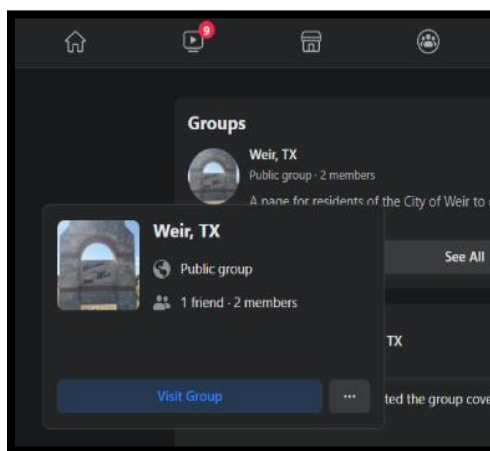 9
Groups
Weir, TX
Public group · 2 members
A page for residents of the City of Weir to
Weir, TX
Public group
1 friend · 2 members
See All
TX
Visit Group
...
ted the group cove